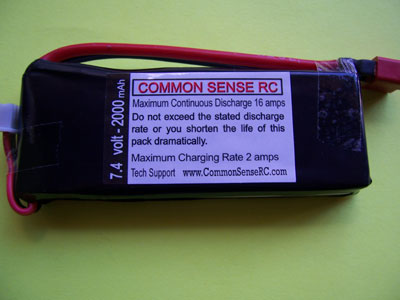 COMMON SENSE RC
Maximum Continuous Discharge 16 amps
Do not exceed the stated discharge
rate or you shorten the life of this
pack dramatically.
Maximum Charging Rate 2 amps
Tech Support www.CommonSenseRC.com
7.4 volt - 2000 mAh